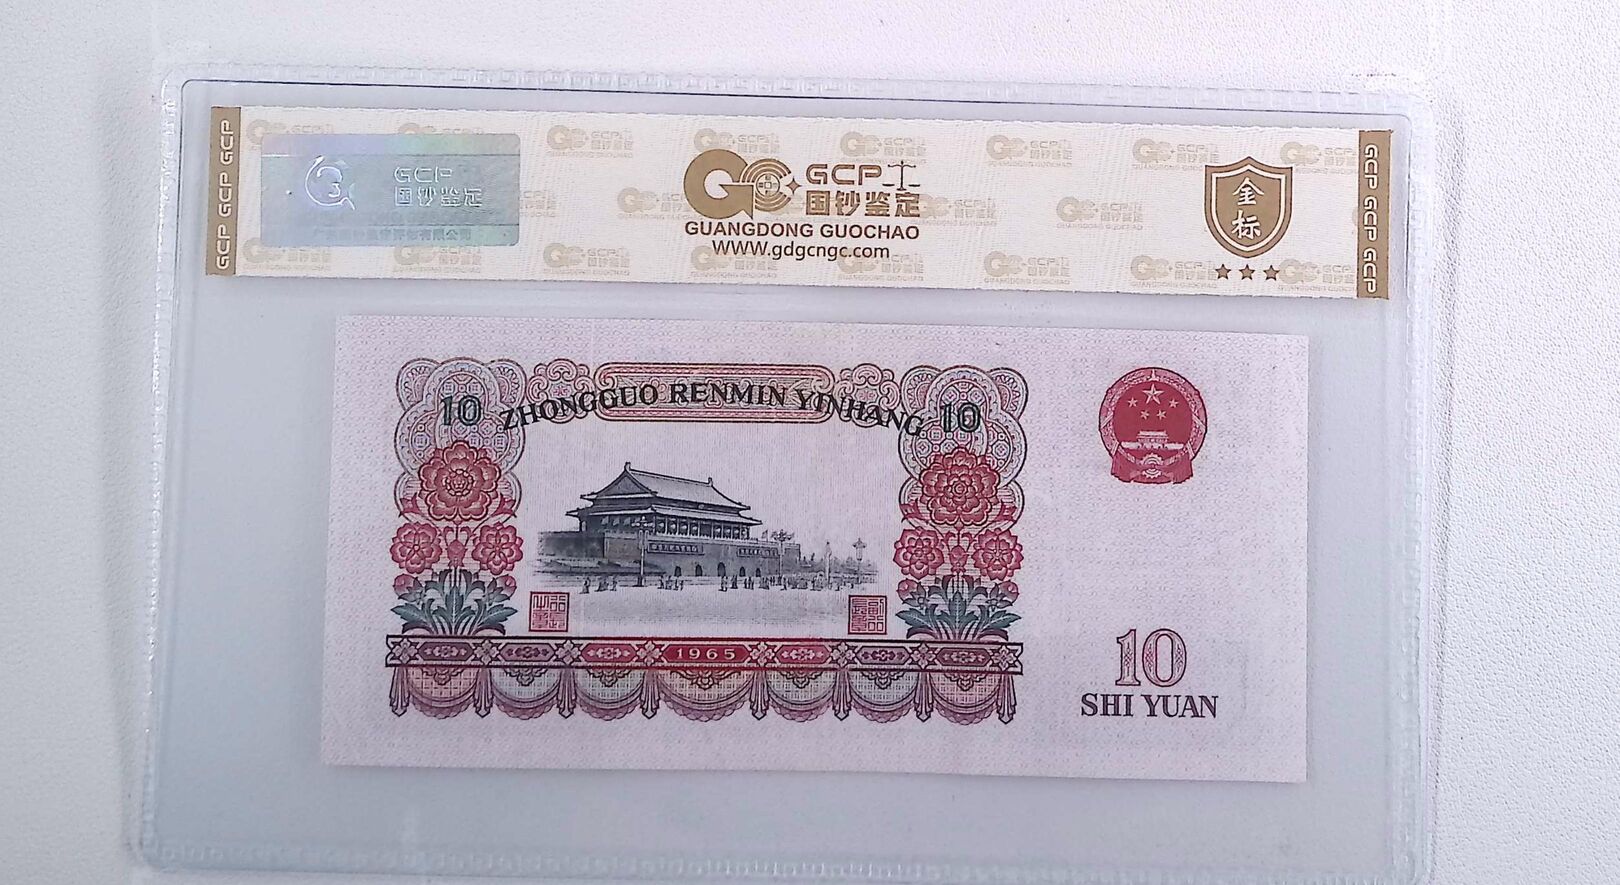 GCP GCP GCP
GCP
国钞鉴定
GCP
国钞鉴定
GUANGDONG GUOCHAO
WWW.gdgcngc.com
金标
GCP GCP GCP
ZHONGGUO RENMIN YINHANG
10
10
1965
10
SHI YUAN